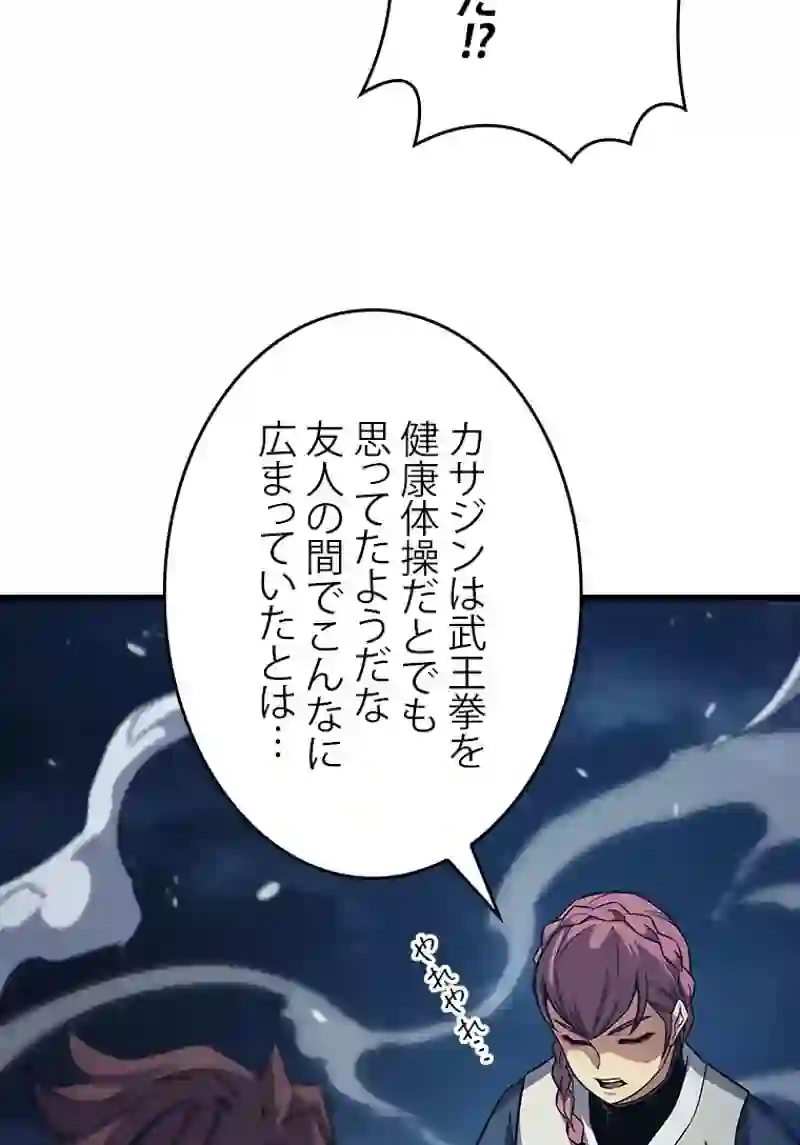 だ
!?
カサジンは武王拳を
健康体操だとでも
思ってたようだな
友人の間でこんなに
広まっていたとは…
やれやれ…